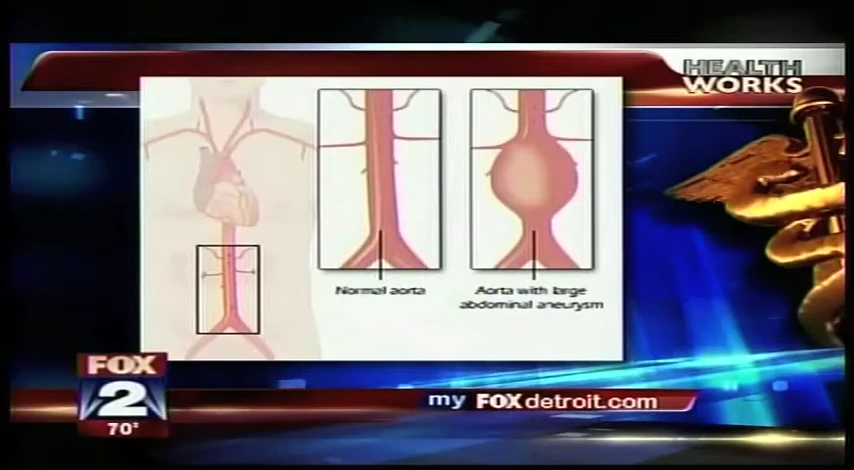 HEALTH
WORKS
Normal aorta
Aorta with large
abdominal aneurysm
FOX
2
70°
my FOXdetroit.com